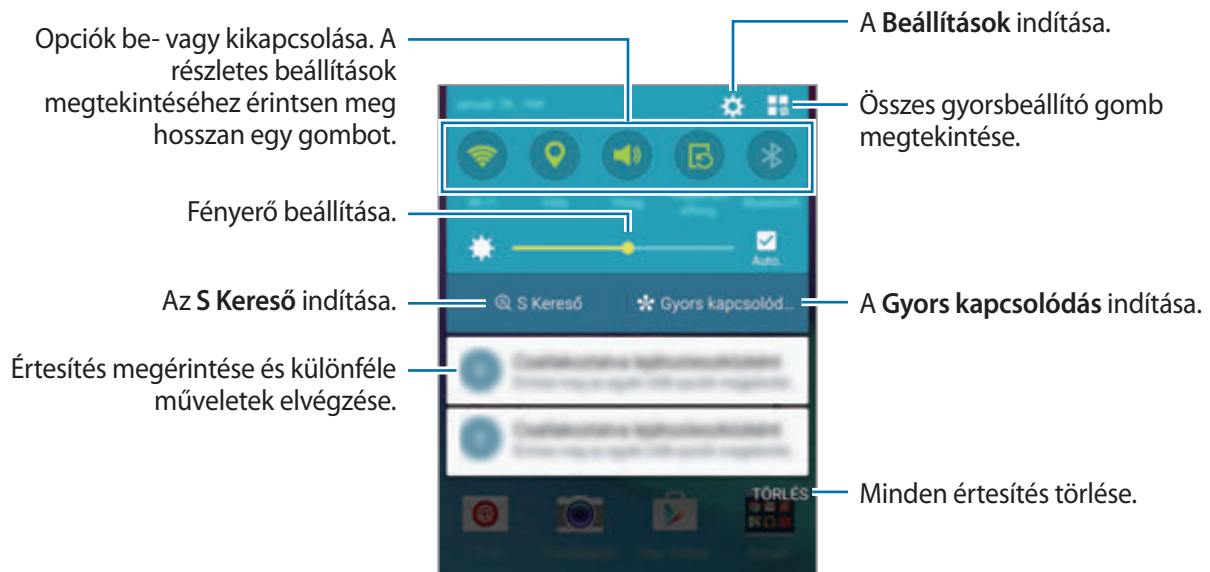 Opciók be- vagy kikapcsolása. A
részletes beállítások
megtekintéséhez érintsen meg
hosszan egy gombot.
A Beállítások indítása.
Összes gyorsbeállító gomb
megtekintése.
Fényerő beállítása.
Auto..
Az S Kereső indítása.
S Kereső
Gyors kapcsolód...
A Gyors kapcsolódás indítása.
Értesítés megérintése és különféle
műveletek elvégzése.
TÖRLÉS
Minden értesítés törlése.